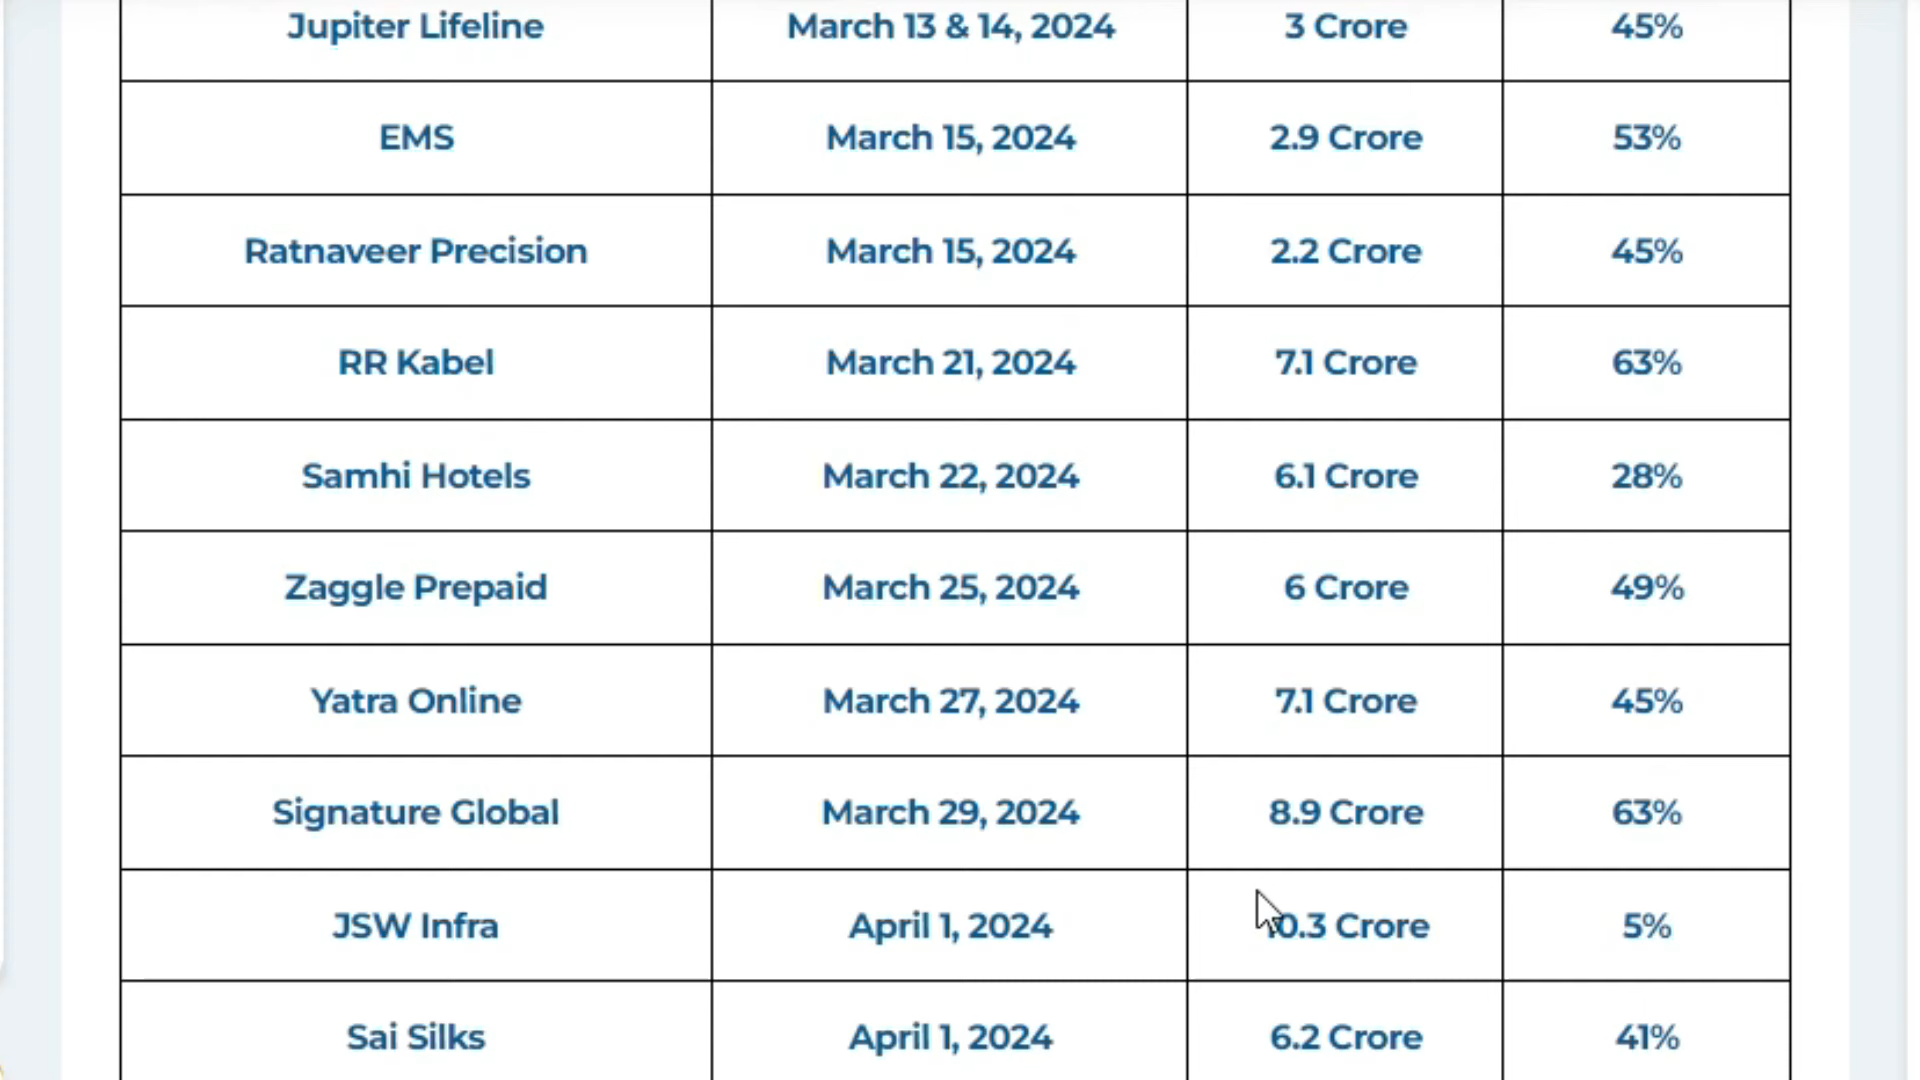 Jupiter Lifeline March 13 & 14, 2024 3 Crore 45%
EMS March 15, 2024 2.9 Crore 53%
Ratnaveer Precision March 15, 2024 2.2 Crore 45%
RR Kabel March 21, 2024 7.1 Crore 63%
Samhi Hotels March 22, 2024 6.1 Crore 28%
Zaggle Prepaid March 25, 2024 6 Crore 49%
Yatra Online March 27, 2024 7.1 Crore 45%
Signature Global March 29, 2024 8.9 Crore 63%
JSW Infra April 1, 2024 10.3 Crore 5%
Sai Silks April 1, 2024 6.2 Crore 41%